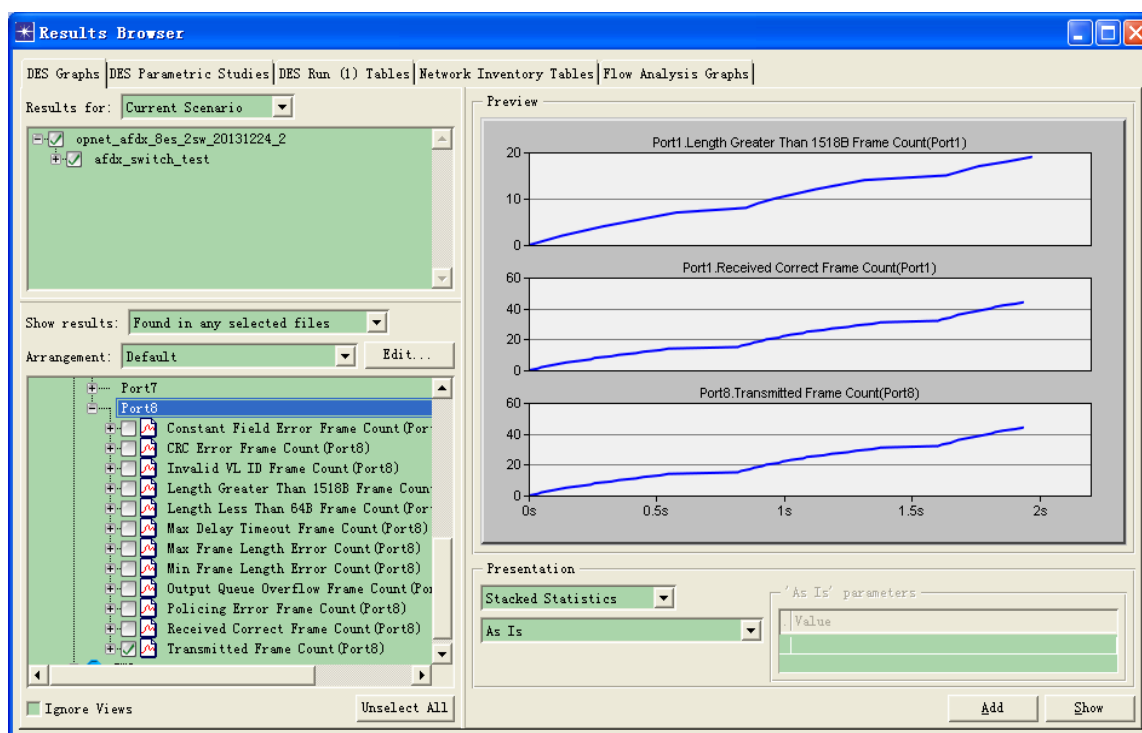 Results Browser
DES Graphs DES Parametric Studies DES Run (1) Tables Network Inventory Tables Flow Analysis Graphs
Results for: Current Scenario
opnet_afdx_8es_2sw_20131224_2
afdx_switch_test
Show results: Found in any selected files
Arrangement: Default Edit...
Port7
Port8
Constant Field Error Frame Count(Por
CRC Error Frame Count(Port8)
Invalid VL ID Frame Count(Port8)
Length Greater Than 1518B Frame Coun
Length Less Than 64B Frame Count(Por
Max Delay Timeout Frame Count(Port8)
Max Frame Length Error Count(Port8)
Min Frame Length Error Count(Port8)
Output Queue Overflow Frame Count(Po
Policing Error Frame Count(Port8)
Received Correct Frame Count(Port8)
Transmitted Frame Count(Port8)
Ignore Views Unselect All
Preview
Port1.Length Greater Than 1518B Frame Count(Port1)
20
10
0
Port1.Received Correct Frame Count(Port1)
60
40
20
0
Port8.Transmitted Frame Count(Port8)
60
40
20
0
0s 0.5s 1s 1.5s 2s
Presentation
Stacked Statistics
As Is
'As Is' parameters
Value
Add Show